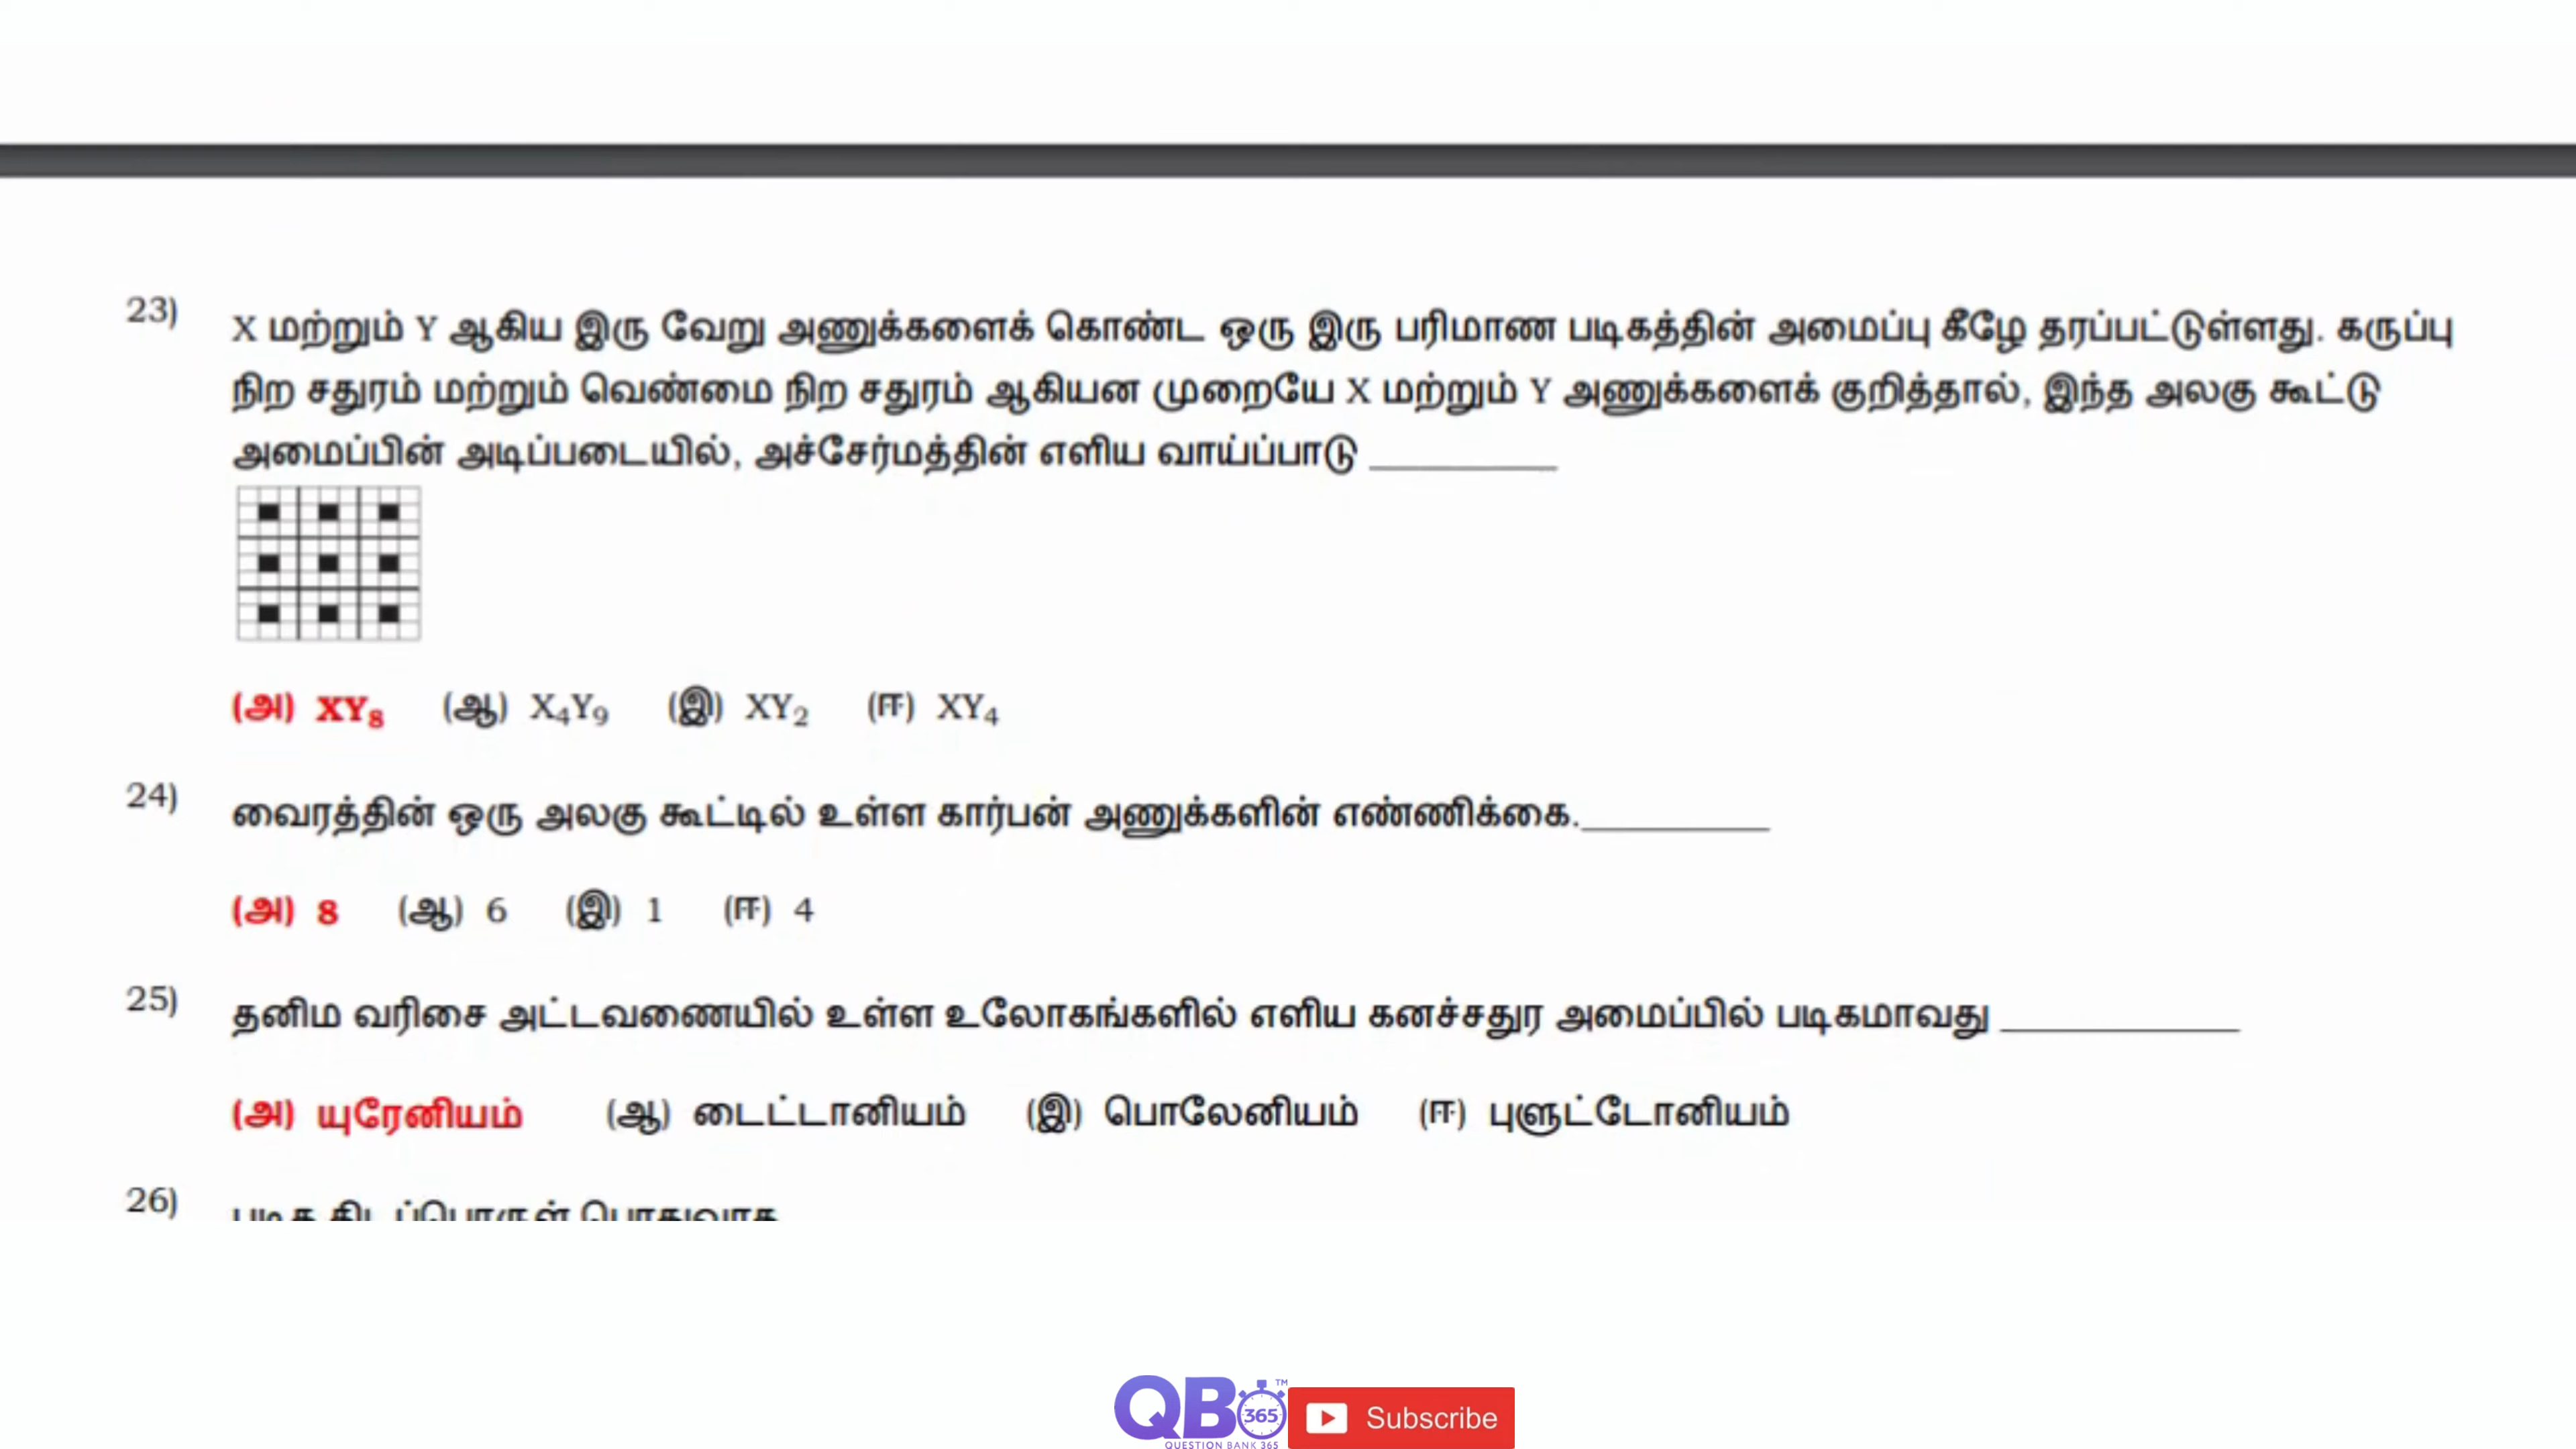 23) X மற்றும் Y ஆகிய இரு வேறு அணுக்களைக் கொண்ட ஒரு இரு பரிமாண படிகத்தின் அமைப்பு கீழே தரப்பட்டுள்ளது. கருப்பு
நிற சதுரம் மற்றும் வெண்மை நிற சதுரம் ஆகியன முறையே X மற்றும் Y அணுக்களைக் குறித்தால், இந்த அலகு கூட்டு
அமைப்பின் அடிப்படையில், அச்சேர்மத்தின் எளிய வாய்ப்பாடு __________
(அ) XY₈ (ஆ) X₄Y₉ (இ) XY₂ (ஈ) XY₄
24) வைரத்தின் ஒரு அலகு கூட்டில் உள்ள கார்பன் அணுக்களின் எண்ணிக்கை.__________
(அ) 8 (ஆ) 6 (இ) 1 (ஈ) 4
25) தனிம வரிசை அட்டவணையில் உள்ள உலோகங்களில் எளிய கனச்சதுர அமைப்பில் படிகமாவது ____________
(அ) யுரேனியம் (ஆ) டைட்டானியம் (இ) பொலேனியம் (ஈ) புளுட்டோனியம்
26)
QB 365 ™
QUESTION BANK 365
Subscribe